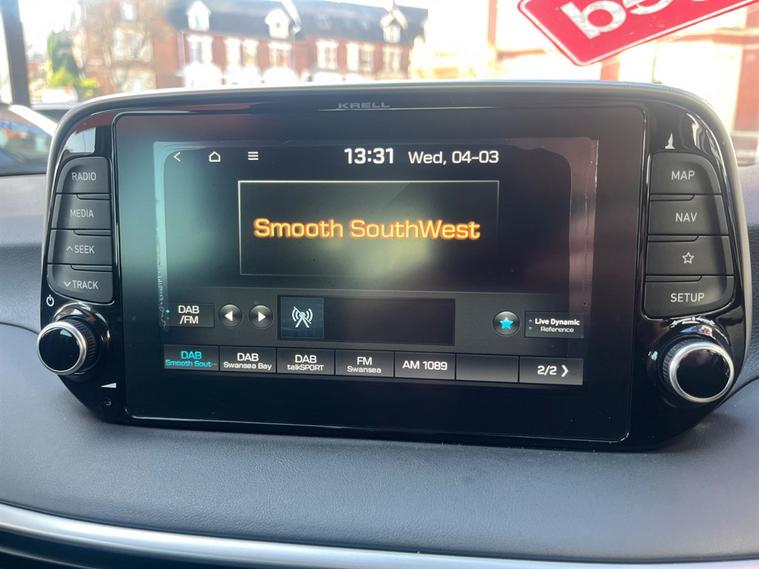 KRELL
RADIO
MEDIA
SEEK
TRACK
13:31 Wed, 04-03
Smooth SouthWest
DAB
/FM
Live Dynamic
Reference
DAB
Smooth Sout···
DAB
Swansea Bay
DAB
talkSPORT
FM
Swansea
AM 1089
2/2
MAP
NAV
SETUP